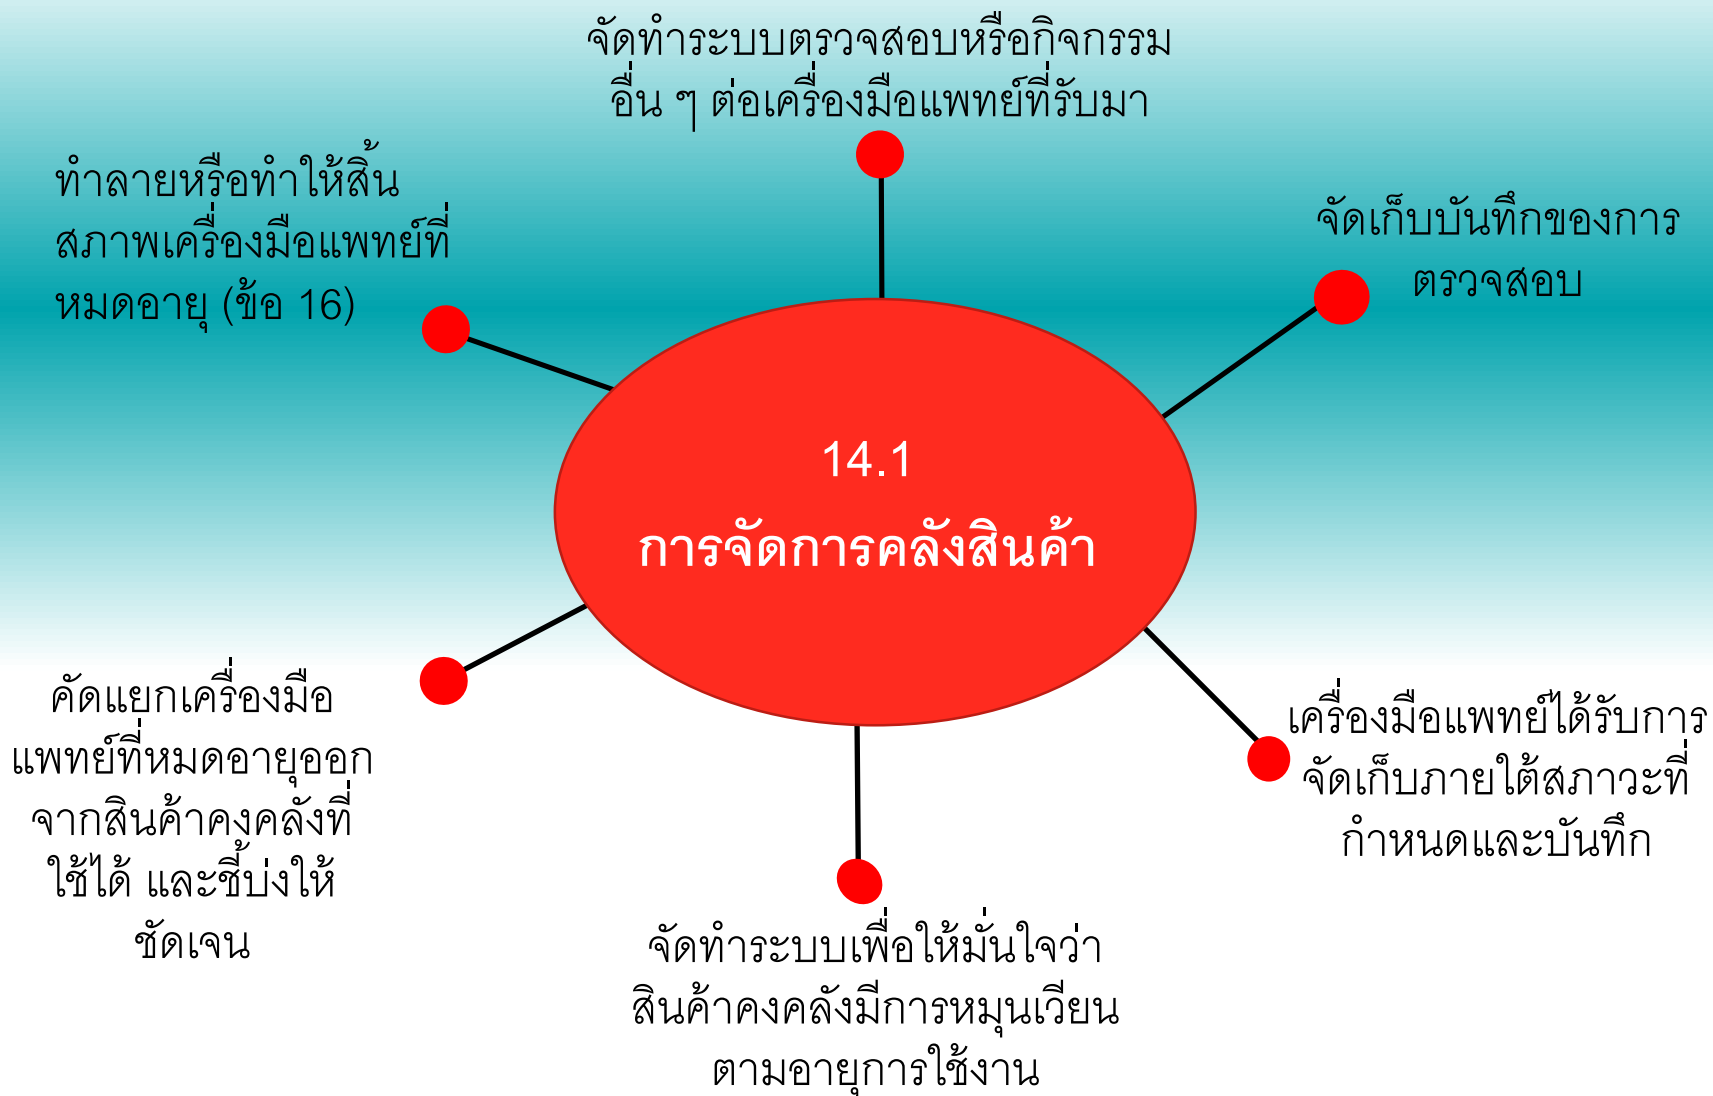 จัดทำระบบตรวจสอบหรือกิจกรรม
อื่น ๆ ต่อเครื่องมือแพทย์ที่รับมา
ทำลายหรือทำให้สิ้น
สภาพเครื่องมือแพทย์ที่
หมดอายุ (ข้อ 16)
จัดเก็บบันทึกของการ
ตรวจสอบ
14.1
การจัดการคลังสินค้า
คัดแยกเครื่องมือ
แพทย์ที่หมดอายุออก
จากสินค้าคงคลังที่
ใช้ได้ และชี้บ่งให้
ชัดเจน
เครื่องมือแพทย์ได้รับการ
จัดเก็บภายใต้สภาวะที่
กำหนดและบันทึก
จัดทำระบบเพื่อให้มั่นใจว่า
สินค้าคงคลังมีการหมุนเวียน
ตามอายุการใช้งาน